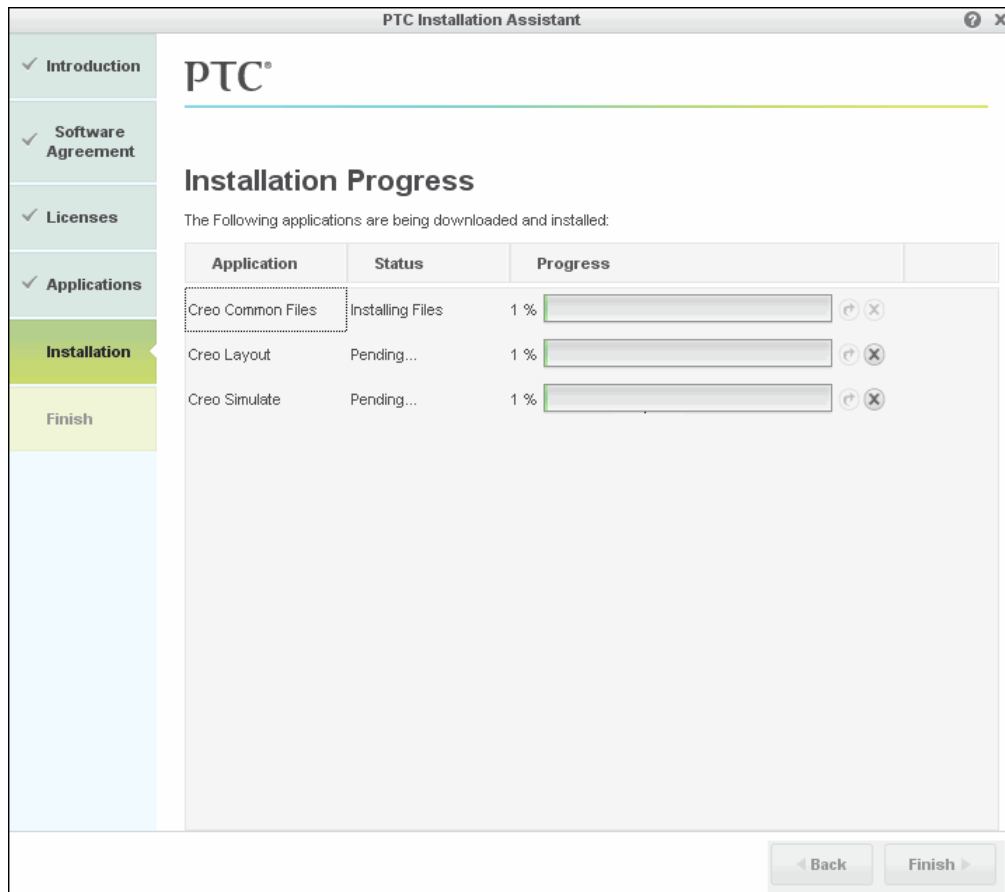 PTC Installation Assistant
Introduction
Software
Agreement
Licenses
Applications
Installation
Finish
PTC®
Installation Progress
The Following applications are being downloaded and installed:
Application Status Progress
Creo Common Files Installing Files 1 %
Creo Layout Pending... 1 %
Creo Simulate Pending... 1 %
Back Finish